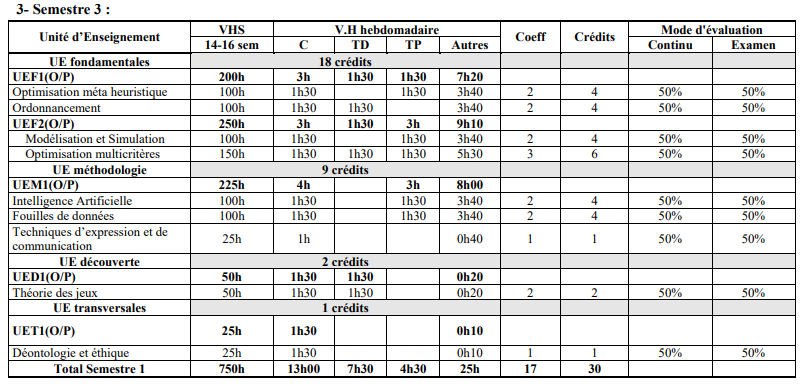 3- Semestre 3 :
Unité d'Enseignement VHS V.H hebdomadaire Coeff Crédits Mode d'évaluation
14-16 sem C TD TP Autres Continu Examen
UE fondamentales 18 crédits
UEF1(O/P) 200h 3h 1h30 1h30 7h20
Optimisation méta heuristique 100h 1h30 1h30 3h40 2 4 50% 50%
Ordonnancement 100h 1h30 1h30 3h40 2 4 50% 50%
UEF2(O/P) 250h 3h 1h30 3h 9h10
Modélisation et Simulation 100h 1h30 1h30 3h40 2 4 50% 50%
Optimisation multicritères 150h 1h30 1h30 1h30 5h30 3 6 50% 50%
UE méthodologie 9 crédits
UEM1(O/P) 225h 4h 3h 8h00
Intelligence Artificielle 100h 1h30 1h30 3h40 2 4 50% 50%
Fouilles de données 100h 1h30 1h30 3h40 2 4 50% 50%
Techniques d'expression et de
communication 25h 1h 0h40 1 1 50% 50%
UE découverte 2 crédits
UED1(O/P) 50h 1h30 1h30 0h20
Théorie des jeux 50h 1h30 1h30 0h20 2 2 50% 50%
UE transversales 1 crédits
UET1(O/P) 25h 1h30 0h10
Déontologie et éthique 25h 1h30 0h10 1 1 50% 50%
Total Semestre 1 750h 13h00 7h30 4h30 25h 17 30